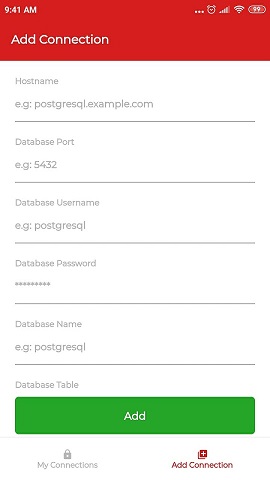 9:41 AM
99
Add Connection
Hostname
e.g: postgresql.example.com
Database Port
e.g: 5432
Database Username
e.g: postgresql
Database Password
*********
Database Name
e.g: postgresql
Database Table
Add
My Connections
Add Connection